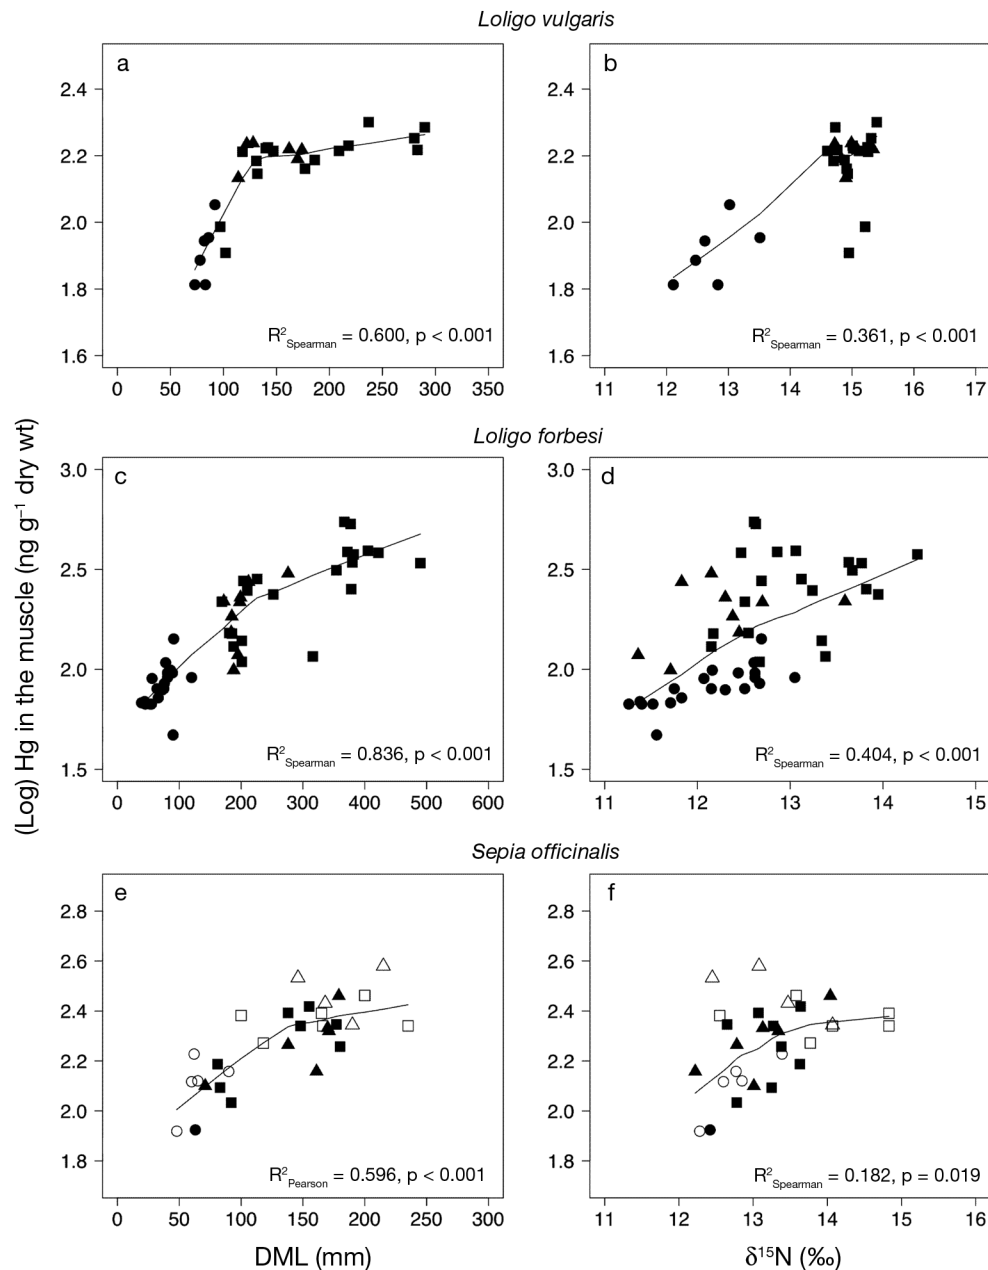 Loligo vulgaris
a
2.4
2.2
2.0
1.8
1.6
R²Spearman = 0.600, p < 0.001
0 50 100 150 200 250 300 350
b
2.4
2.2
2.0
1.8
1.6
R²Spearman = 0.361, p < 0.001
11 12 13 14 15 16 17
(Log) Hg in the muscle (ng g⁻¹ dry wt)
Loligo forbesi
c
3.0
2.5
2.0
1.5
R²Spearman = 0.836, p < 0.001
0 100 200 300 400 500 600
d
3.0
2.5
2.0
1.5
R²Spearman = 0.404, p < 0.001
11 12 13 14 15
Sepia officinalis
e
2.8
2.6
2.4
2.2
2.0
1.8
R²Pearson = 0.596, p < 0.001
0 50 100 150 200 250 300
DML (mm)
f
2.8
2.6
2.4
2.2
2.0
1.8
R²Spearman = 0.182, p = 0.019
11 12 13 14 15 16
δ¹⁵N (‰)